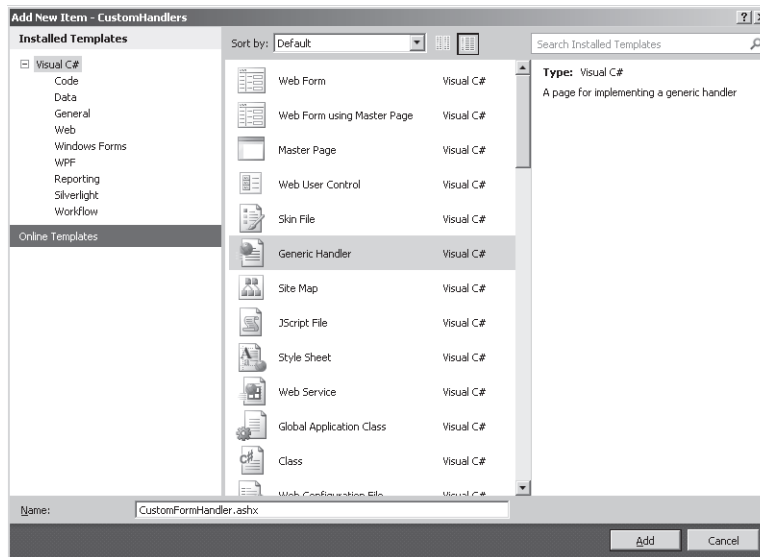 Add New Item - CustomHandlers
Installed Templates
Visual C#
Code
Data
General
Web
Windows Forms
WPF
Reporting
Silverlight
Workflow
Online Templates
Sort by: Default
Web Form Visual C#
Web Form using Master Page Visual C#
Master Page Visual C#
Web User Control Visual C#
Skin File Visual C#
Generic Handler Visual C#
Site Map Visual C#
JScript File Visual C#
Style Sheet Visual C#
Web Service Visual C#
Global Application Class Visual C#
Class Visual C#
Web Configuration File Visual C#
Search Installed Templates
Type: Visual C#
A page for implementing a generic handler
Name: CustomFormHandler.ashx
Add Cancel